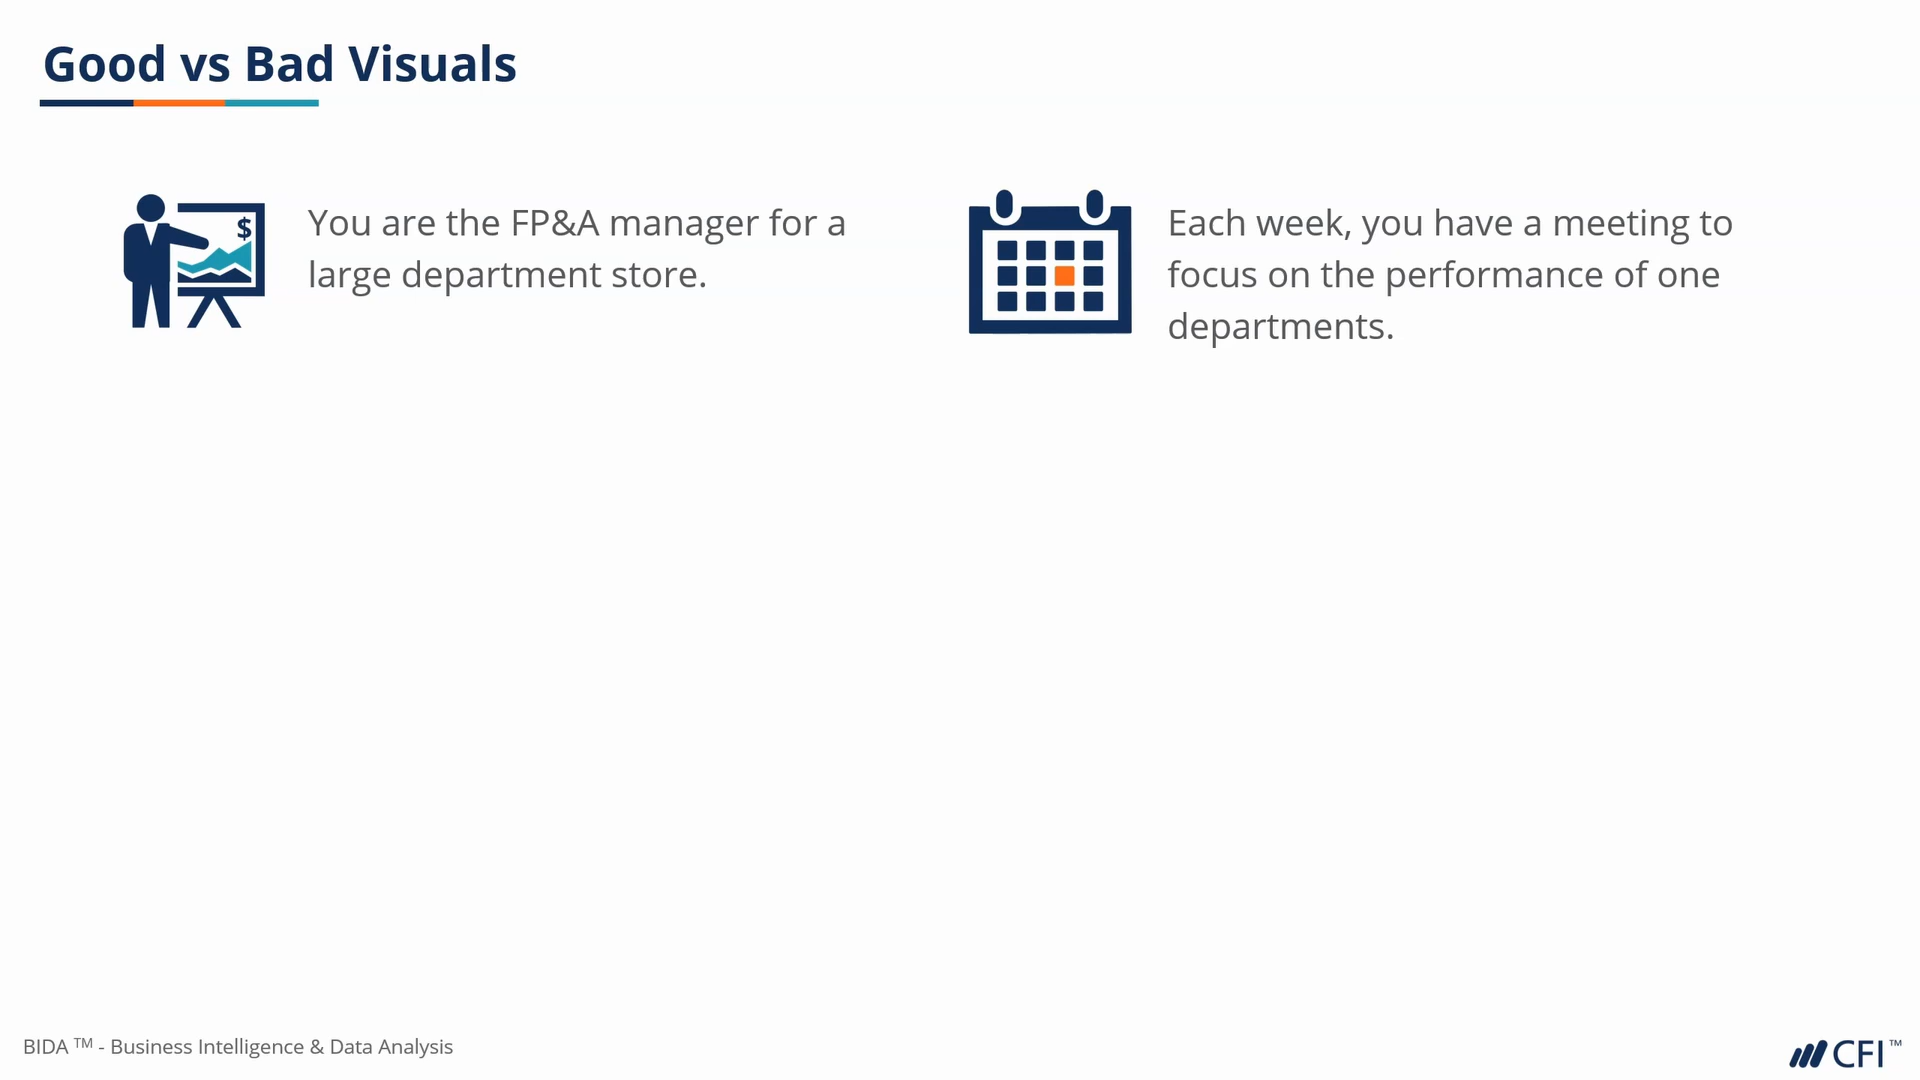 Good vs Bad Visuals
$
You are the FP&A manager for a
large department store.
Each week, you have a meeting to
focus on the performance of one
departments.
BIDA ™ - Business Intelligence & Data Analysis
CFI™